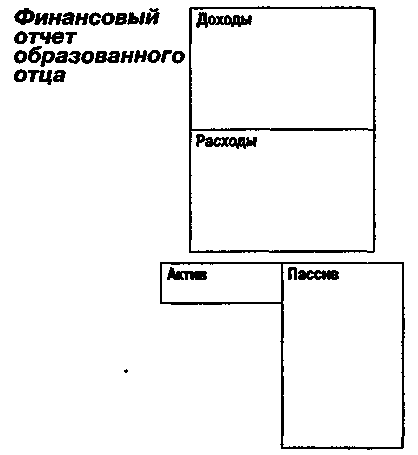 Финансовый
отчет
образованного
отца
Доходы
Расходы
Актив
Пассив